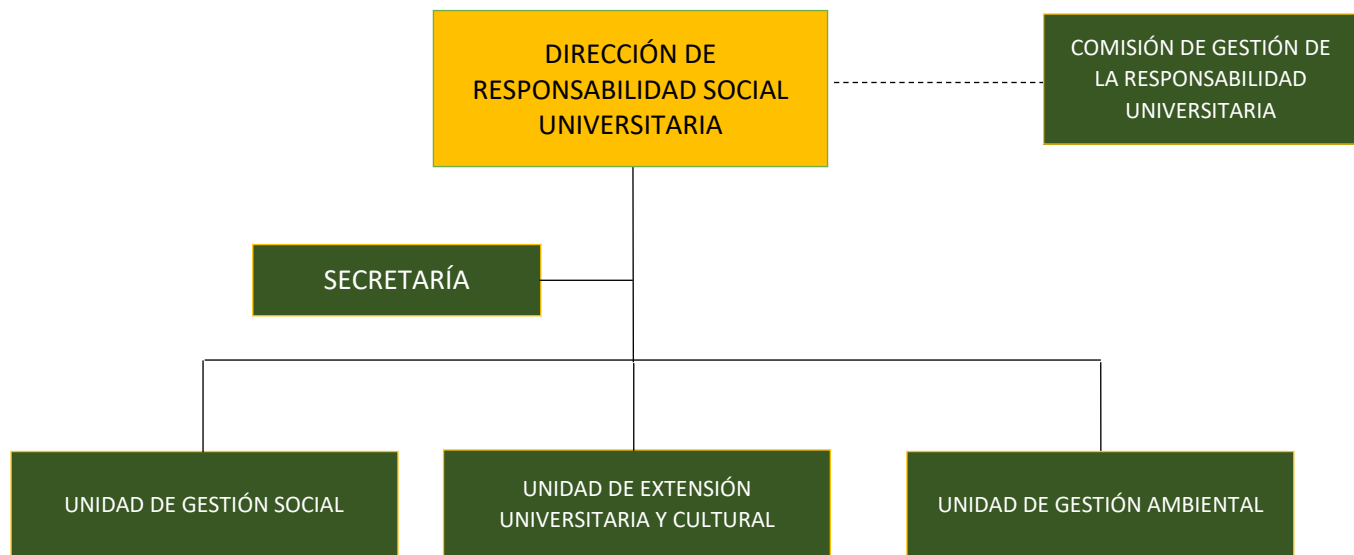 DIRECCIÓN DE
RESPONSABILIDAD SOCIAL
UNIVERSITARIA
COMISIÓN DE GESTIÓN DE
LA RESPONSABILIDAD
UNIVERSITARIA
SECRETARÍA
UNIDAD DE GESTIÓN SOCIAL
UNIDAD DE EXTENSIÓN
UNIVERSITARIA Y CULTURAL
UNIDAD DE GESTIÓN AMBIENTAL